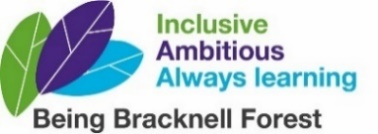 Inclusive
Ambitious
Always learning
Being Bracknell Forest